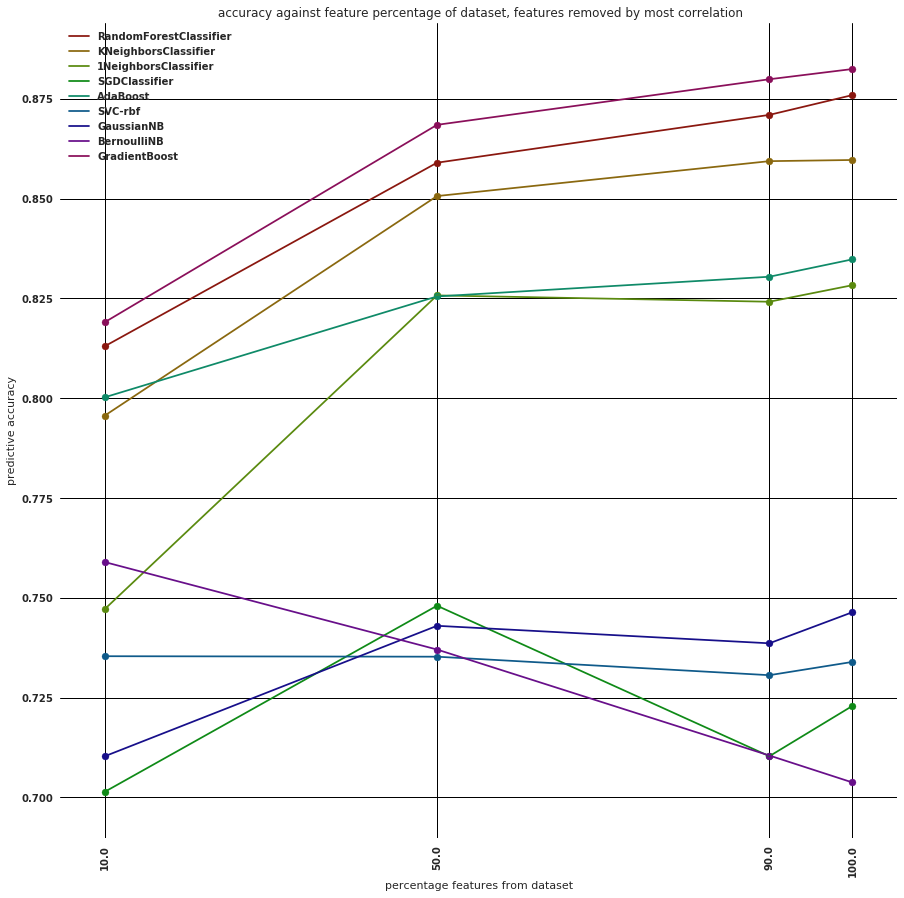 accuracy against feature percentage of dataset, features removed by most correlation
RandomForestClassifier
KNeighborsClassifier
1NeighborsClassifier
SGDClassifier
AdaBoost
SVC-rbf
GaussianNB
BernoulliNB
GradientBoost
0.875
0.850
0.825
0.800
0.775
0.750
0.725
0.700
predictive accuracy
10.0
50.0
90.0
100.0
percentage features from dataset